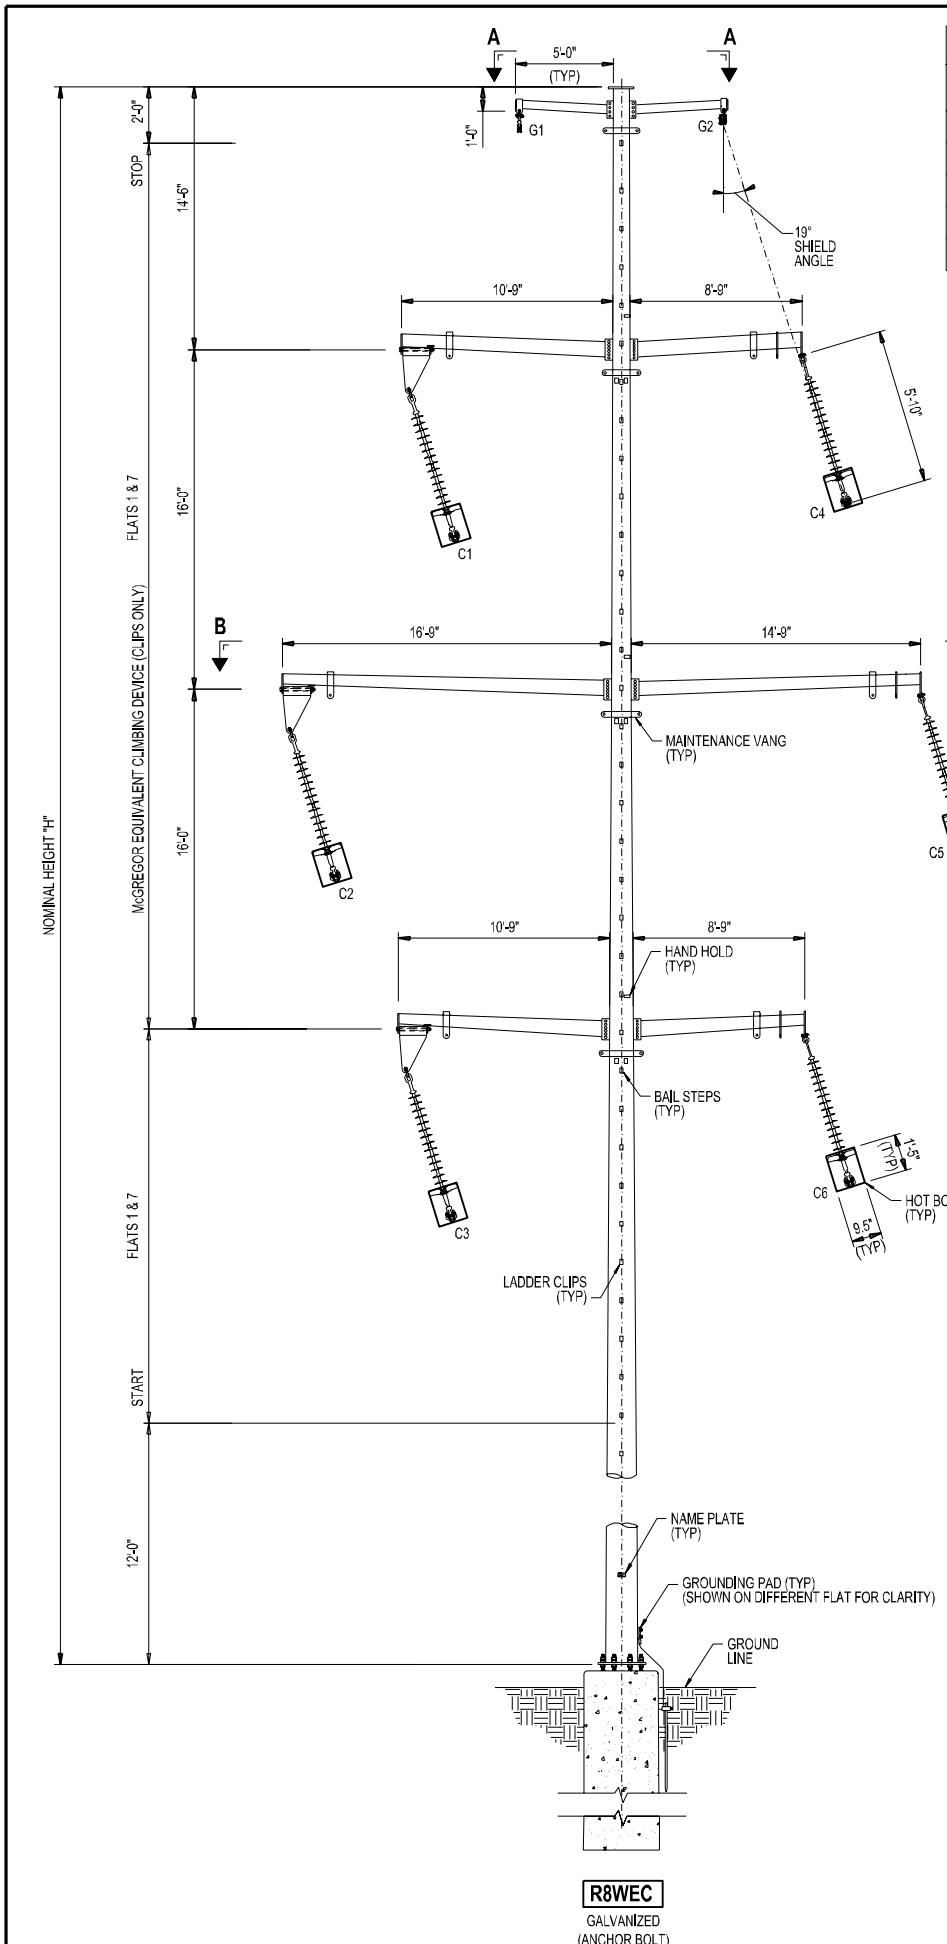 A
A
5'-0"
(TYP)
2'-0"
1'-0"
G1
G2
STOP
14'-6"
19°
SHIELD
ANGLE
10'-9"
8'-9"
5'-10"
FLATS 1 & 7
16'-0"
C1
C4
McGREGOR EQUIVALENT CLIMBING DEVICE (CLIPS ONLY)
B
16'-9"
14'-9"
MAINTENANCE VANG
(TYP)
16'-0"
C2
C5
NOMINAL HEIGHT "H"
10'-9"
8'-9"
HAND HOLD
(TYP)
BAIL STEPS
(TYP)
1'-5"
(TYP)
C6
HOT BO
(TYP)
9.5"
(TYP)
C3
FLATS 1 & 7
LADDER CLIPS
(TYP)
START
12'-0"
NAME PLATE
(TYP)
GROUNDING PAD (TYP)
(SHOWN ON DIFFERENT FLAT FOR CLARITY)
GROUND
LINE
R8WEC
GALVANIZED
(ANCHOR BOLT)